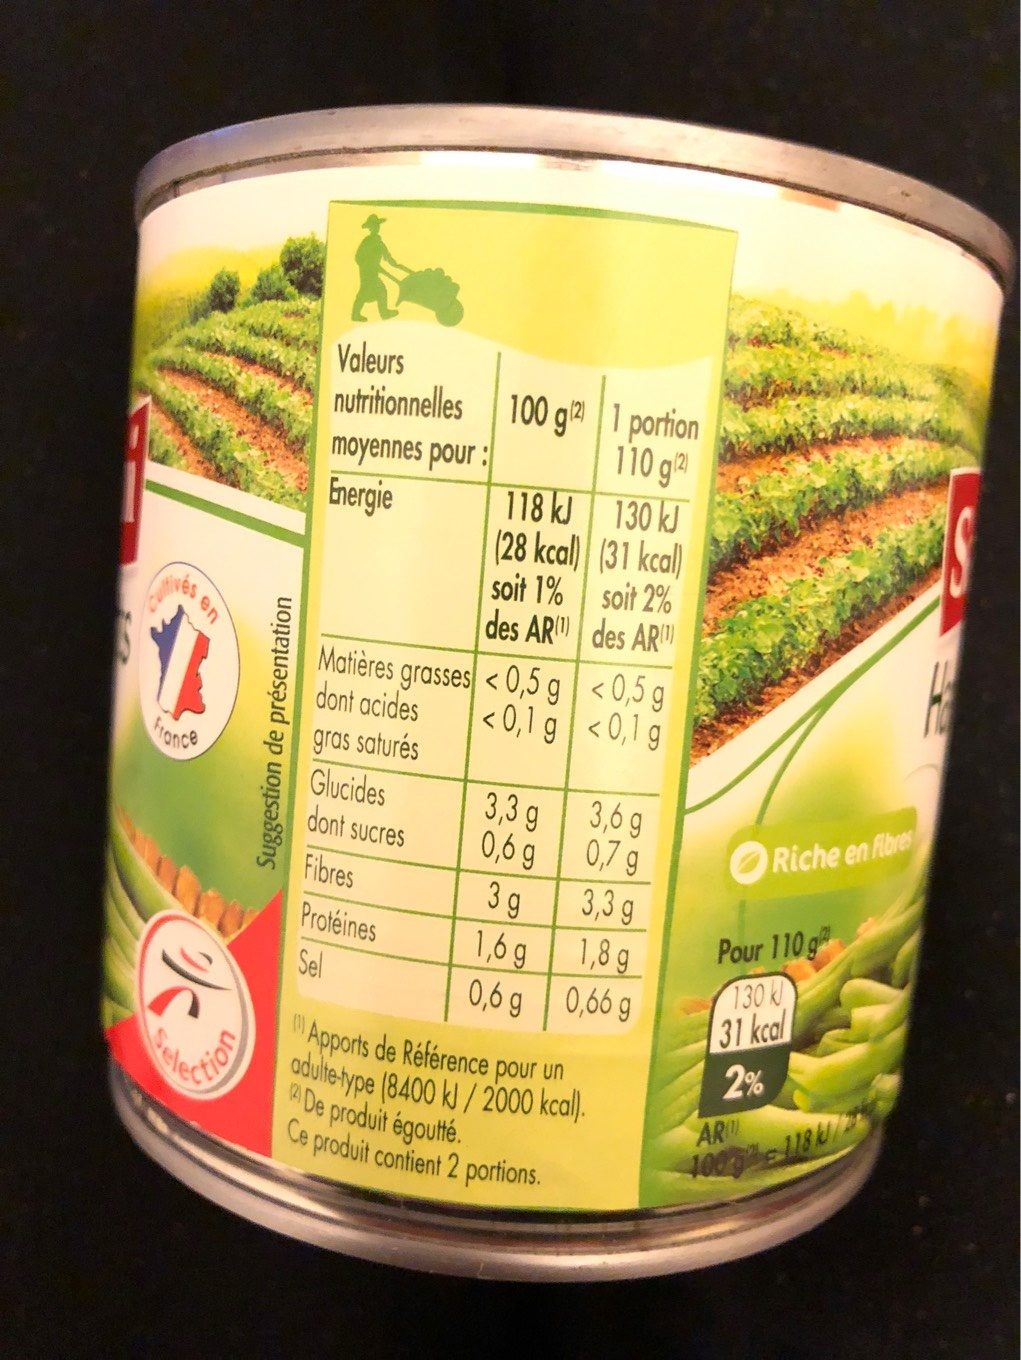 Valeurs
nutritionnelles
moyennes pour :
100 g(2)
1 portion
110 g(2)
Energie
118 kJ
(28 kcal)
soit 1%
des AR(1)
130 kJ
(31 kcal)
soit 2%
des AR(1)
Matières grasses < 0,5 g < 0,5 g
dont acides < 0,1 g < 0,1 g
gras saturés
Glucides 3,3 g 3,6 g
dont sucres 0,6 g 0,7 g
Fibres 3 g 3,3 g
Protéines 1,6 g 1,8 g
Sel 0,6 g 0,66 g
(1) Apports de Référence pour un
adulte-type (8400 kJ / 2000 kcal).
(2) De produit égoutté.
Ce produit contient 2 portions.
Cultivés en
France
Suggestion de présentation
Sélection
Riche en fibres
Pour 110 g(2)
130 kJ
31 kcal
2%
AR(1)
100 g(2) = 118 kJ /